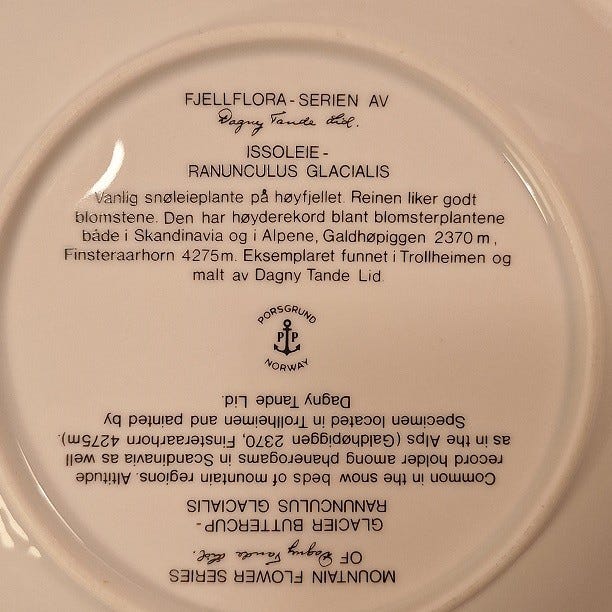 FJELLFLORA - SERIEN AV
Dagny Tande Lid.
ISSOLEIE -
RANUNCULUS GLACIALIS
Vanlig snøleieplante på høyfjellet. Reinen liker godt
blomstene. Den har høyderekord blant blomsterplantene
både i Skandinavia og i Alpene, Galdhøpiggen 2370 m,
Finsteraarhorn 4275m. Eksemplaret funnet i Trollheimen og
malt av Dagny Tande Lid.
PORSGRUND
PP
NORWAY
MOUNTAIN FLOWER SERIES
OF Dagny Tande Lid.
GLACIER BUTTERCUP -
RANUNCULUS GLACIALIS
Common in the snow beds of mountain regions. Altitude
record holder among phanerogams in Scandinavia as well
as in the Alps (Galdhøpiggen 2370, Finsteraarhorn 4275m).
Specimen located in Trollheimen and painted by
Dagny Tande Lid.